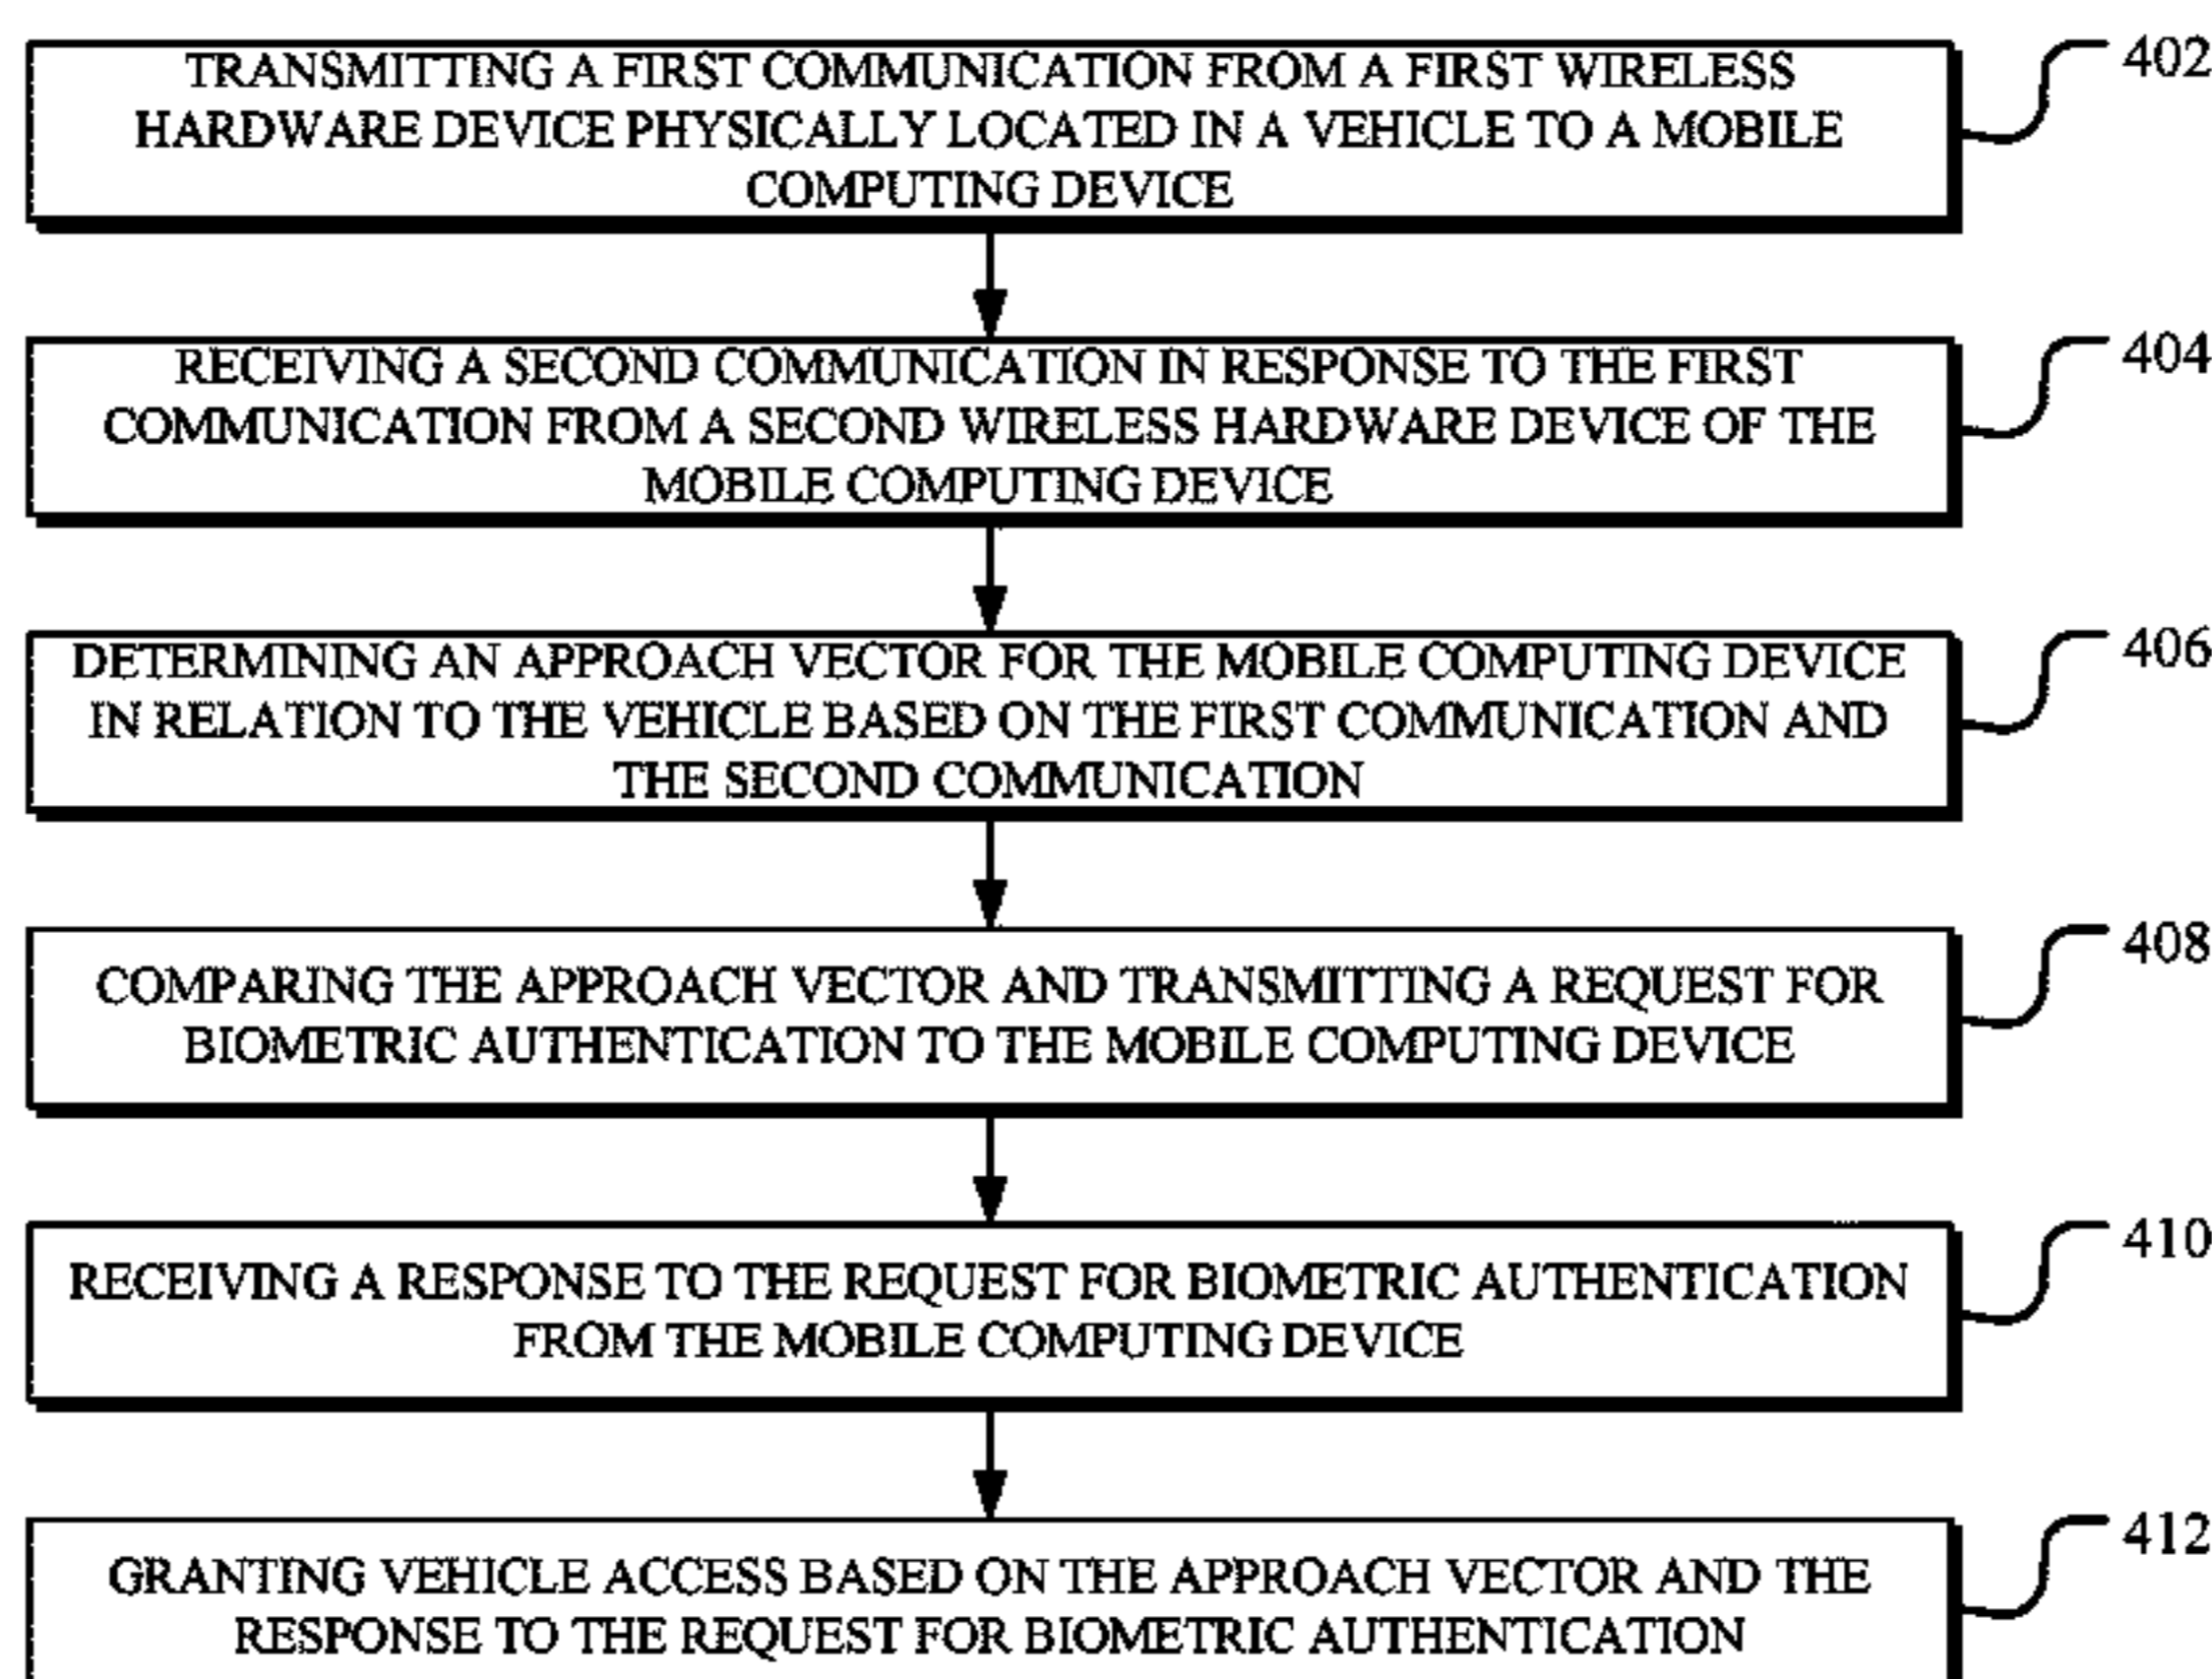 TRANSMITTING A FIRST COMMUNICATION FROM A FIRST WIRELESS
HARDWARE DEVICE PHYSICALLY LOCATED IN A VEHICLE TO A MOBILE
COMPUTING DEVICE
402
RECEIVING A SECOND COMMUNICATION IN RESPONSE TO THE FIRST
COMMUNICATION FROM A SECOND WIRELESS HARDWARE DEVICE OF THE
MOBILE COMPUTING DEVICE
404
DETERMINING AN APPROACH VECTOR FOR THE MOBILE COMPUTING DEVICE
IN RELATION TO THE VEHICLE BASED ON THE FIRST COMMUNICATION AND
THE SECOND COMMUNICATION
406
COMPARING THE APPROACH VECTOR AND TRANSMITTING A REQUEST FOR
BIOMETRIC AUTHENTICATION TO THE MOBILE COMPUTING DEVICE
408
RECEIVING A RESPONSE TO THE REQUEST FOR BIOMETRIC AUTHENTICATION
FROM THE MOBILE COMPUTING DEVICE
410
GRANTING VEHICLE ACCESS BASED ON THE APPROACH VECTOR AND THE
RESPONSE TO THE REQUEST FOR BIOMETRIC AUTHENTICATION
412